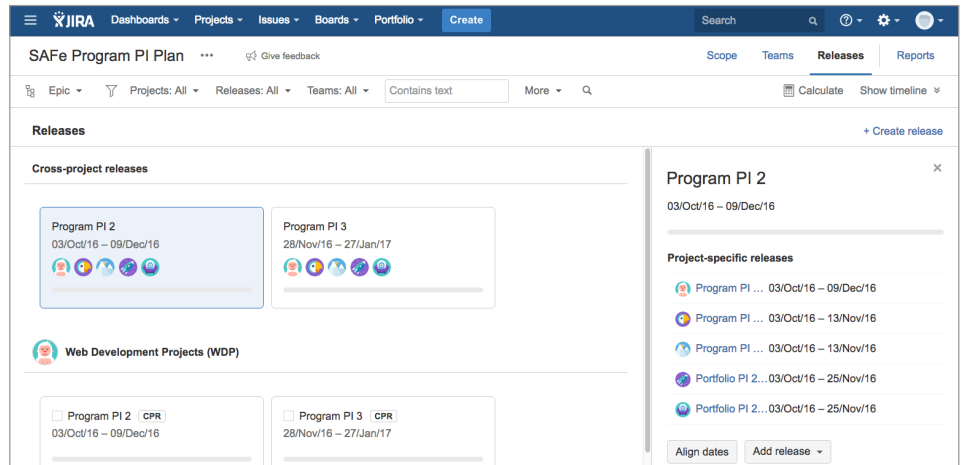 JIRA Dashboards Projects Issues Boards Portfolio Create Search
SAFe Program PI Plan ••• Give feedback Scope Teams Releases Reports
Epic Projects: All Releases: All Teams: All Contains text More Calculate Show timeline
Releases + Create release
Cross-project releases
Program PI 2
03/Oct/16 – 09/Dec/16
Program PI 3
28/Nov/16 – 27/Jan/17
Web Development Projects (WDP)
Program PI 2 CPR
03/Oct/16 – 09/Dec/16
Program PI 3 CPR
28/Nov/16 – 27/Jan/17
Program PI 2
03/Oct/16 – 09/Dec/16
Project-specific releases
Program PI ... 03/Oct/16 – 09/Dec/16
Program PI ... 03/Oct/16 – 13/Nov/16
Program PI ... 03/Oct/16 – 13/Nov/16
Portfolio PI 2... 03/Oct/16 – 25/Nov/16
Portfolio PI 2... 03/Oct/16 – 25/Nov/16
Align dates Add release